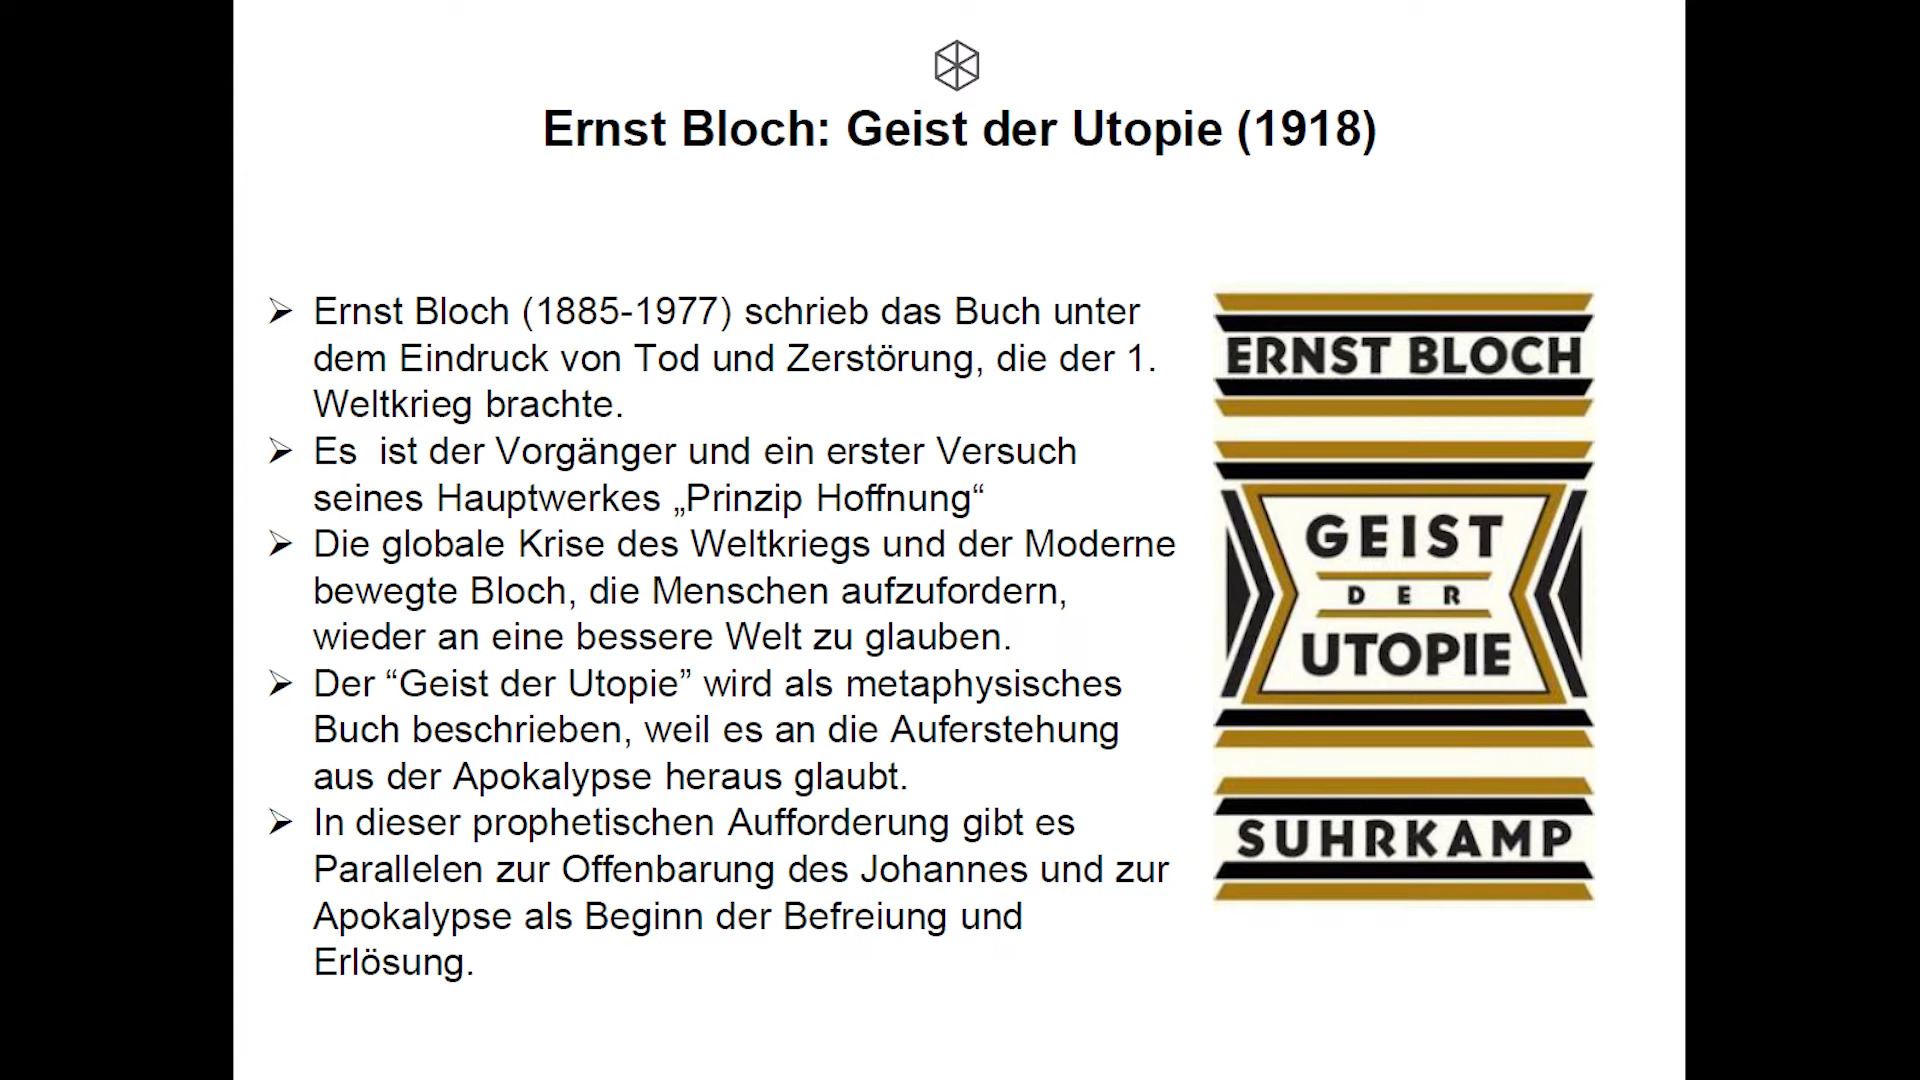 Ernst Bloch: Geist der Utopie (1918)
Ernst Bloch (1885-1977) schrieb das Buch unter
dem Eindruck von Tod und Zerstörung, die der 1.
Weltkrieg brachte.
Es  ist der Vorgänger und ein erster Versuch
seines Hauptwerkes „Prinzip Hoffnung“
Die globale Krise des Weltkriegs und der Moderne
bewegte Bloch, die Menschen aufzufordern,
wieder an eine bessere Welt zu glauben.
Der “Geist der Utopie” wird als metaphysisches
Buch beschrieben, weil es an die Auferstehung
aus der Apokalypse heraus glaubt.
In dieser prophetischen Aufforderung gibt es
Parallelen zur Offenbarung des Johannes und zur
Apokalypse als Beginn der Befreiung und
Erlösung.
ERNST BLOCH
GEIST
DER
UTOPIE
SUHRKAMP